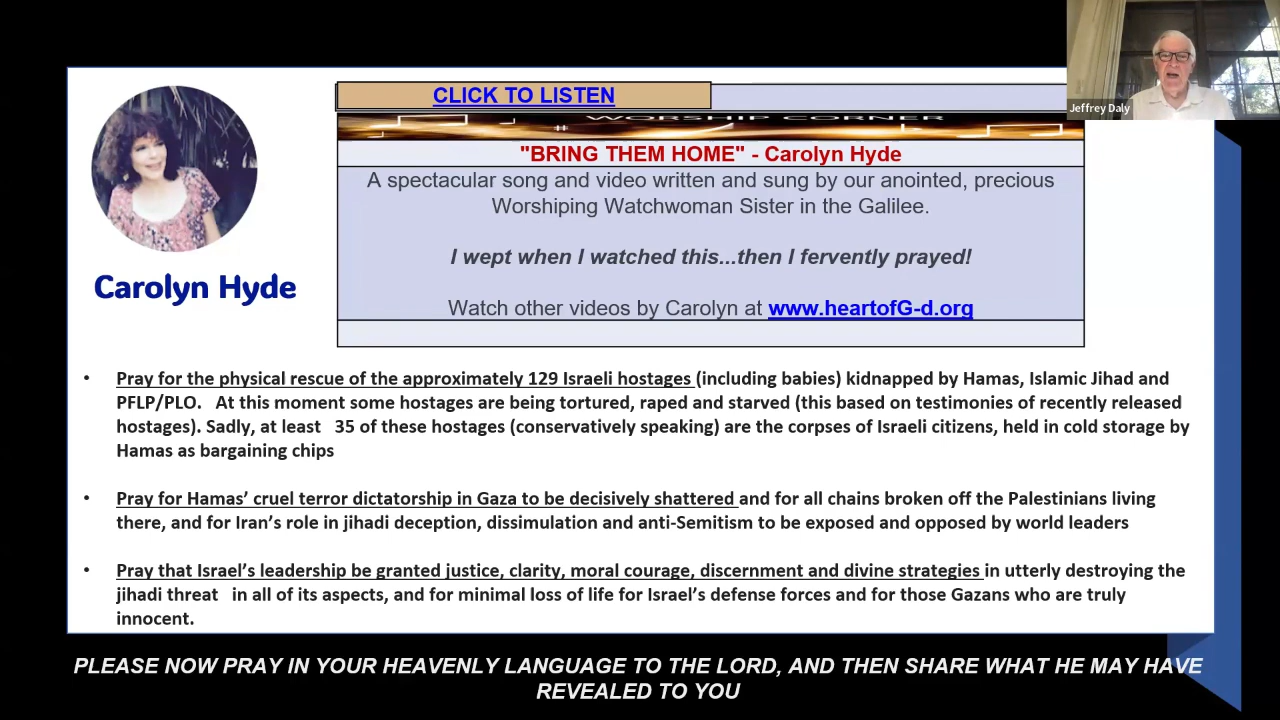 Jeffrey Daly
CLICK TO LISTEN
WORSHIP CORNER
"BRING THEM HOME" - Carolyn Hyde
A spectacular song and video written and sung by our anointed, precious
Worshiping Watchwoman Sister in the Galilee.
I wept when I watched this...then I fervently prayed!
Watch other videos by Carolyn at www.heartofG-d.org
Carolyn Hyde
• Pray for the physical rescue of the approximately 129 Israeli hostages (including babies) kidnapped by Hamas, Islamic Jihad and
PFLP/PLO. At this moment some hostages are being tortured, raped and starved (this based on testimonies of recently released
hostages). Sadly, at least 35 of these hostages (conservatively speaking) are the corpses of Israeli citizens, held in cold storage by
Hamas as bargaining chips
• Pray for Hamas’ cruel terror dictatorship in Gaza to be decisively shattered and for all chains broken off the Palestinians living
there, and for Iran’s role in jihadi deception, dissimulation and anti-Semitism to be exposed and opposed by world leaders
• Pray that Israel’s leadership be granted justice, clarity, moral courage, discernment and divine strategies in utterly destroying the
jihadi threat in all of its aspects, and for minimal loss of life for Israel’s defense forces and for those Gazans who are truly
innocent.
PLEASE NOW PRAY IN YOUR HEAVENLY LANGUAGE TO THE LORD, AND THEN SHARE WHAT HE MAY HAVE
REVEALED TO YOU